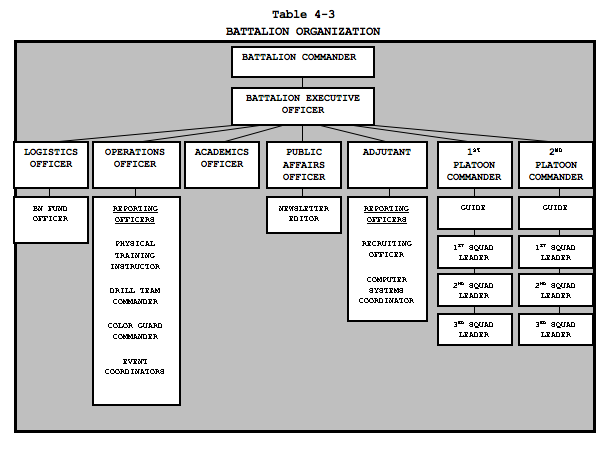 Table 4-3
BATTALION ORGANIZATION
BATTALION COMMANDER
BATTALION EXECUTIVE
OFFICER
LOGISTICS
OFFICER
OPERATIONS
OFFICER
ACADEMICS
OFFICER
PUBLIC
AFFAIRS
OFFICER
ADJUTANT
1ST
PLATOON
COMMANDER
2ND
PLATOON
COMMANDER
BN FUND
OFFICER
REPORTING
OFFICERS
PHYSICAL
TRAINING
INSTRUCTOR
DRILL TEAM
COMMANDER
COLOR GUARD
COMMANDER
EVENT
COORDINATORS
NEWSLETTER
EDITOR
REPORTING
OFFICERS
RECRUITING
OFFICER
COMPUTER
SYSTEMS
COORDINATOR
GUIDE
1ST SQUAD
LEADER
2ND SQUAD
LEADER
3RD SQUAD
LEADER
GUIDE
1ST SQUAD
LEADER
2ND SQUAD
LEADER
3RD SQUAD
LEADER